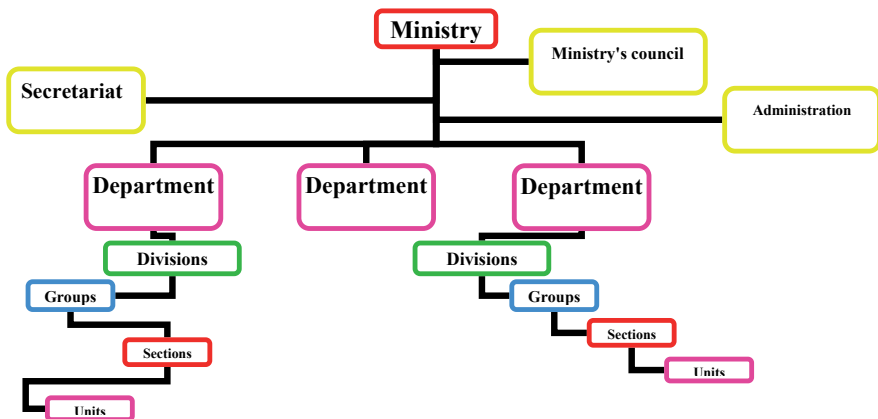 Ministry
Ministry's council
Secretariat
Administration
Department
Department
Department
Divisions
Divisions
Groups
Groups
Sections
Sections
Units
Units